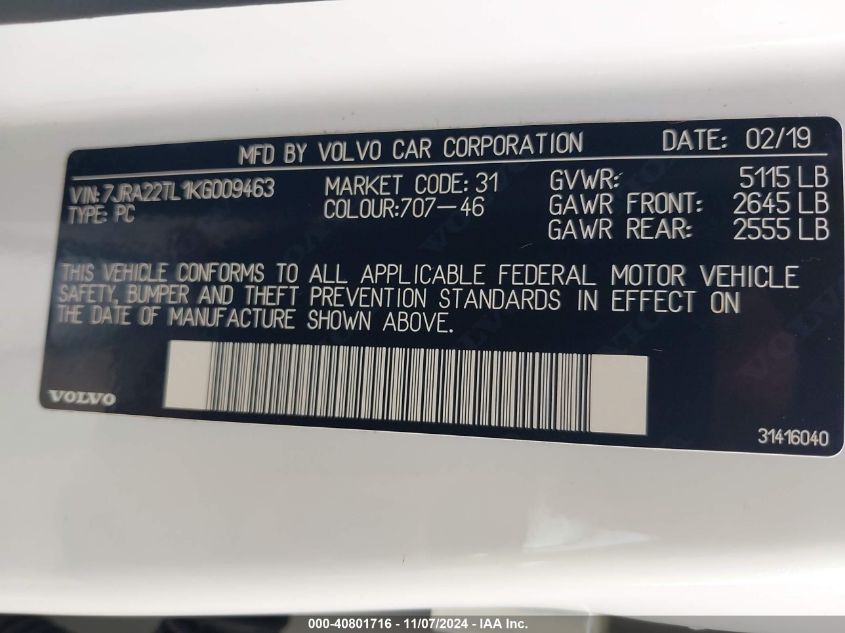 MFD BY VOLVO CAR CORPORATION DATE: 02/19
VIN: 7JRA22TL1KG009463 MARKET CODE: 31 GVWR: 5115 LB
TYPE: PC COLOUR:707-46 GAWR FRONT: 2645 LB
GAWR REAR: 2555 LB
THIS VEHICLE CONFORMS TO ALL APPLICABLE FEDERAL MOTOR VEHICLE
SAFETY, BUMPER AND THEFT PREVENTION STANDARDS IN EFFECT ON
THE DATE OF MANUFACTURE SHOWN ABOVE.
VOLVO
31416040
000-40801716 - 11/07/2024 - IAA Inc.